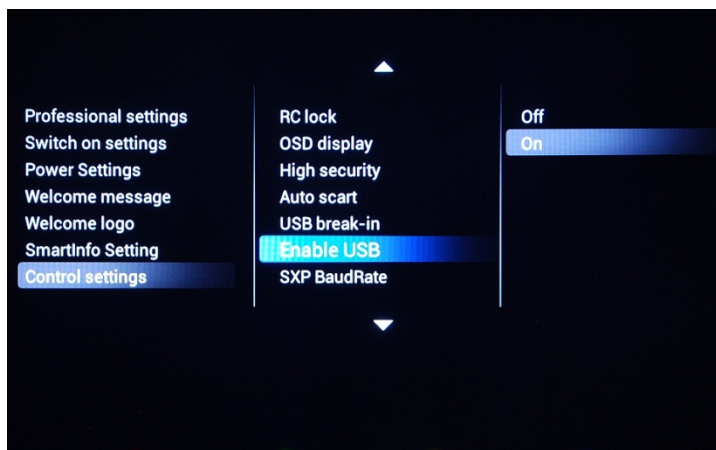 Professional settings
Switch on settings
Power Settings
Welcome message
Welcome logo
SmartInfo Setting
Control settings
RC lock
OSD display
High security
Auto scart
USB break-in
Enable USB
SXP BaudRate
Off
On